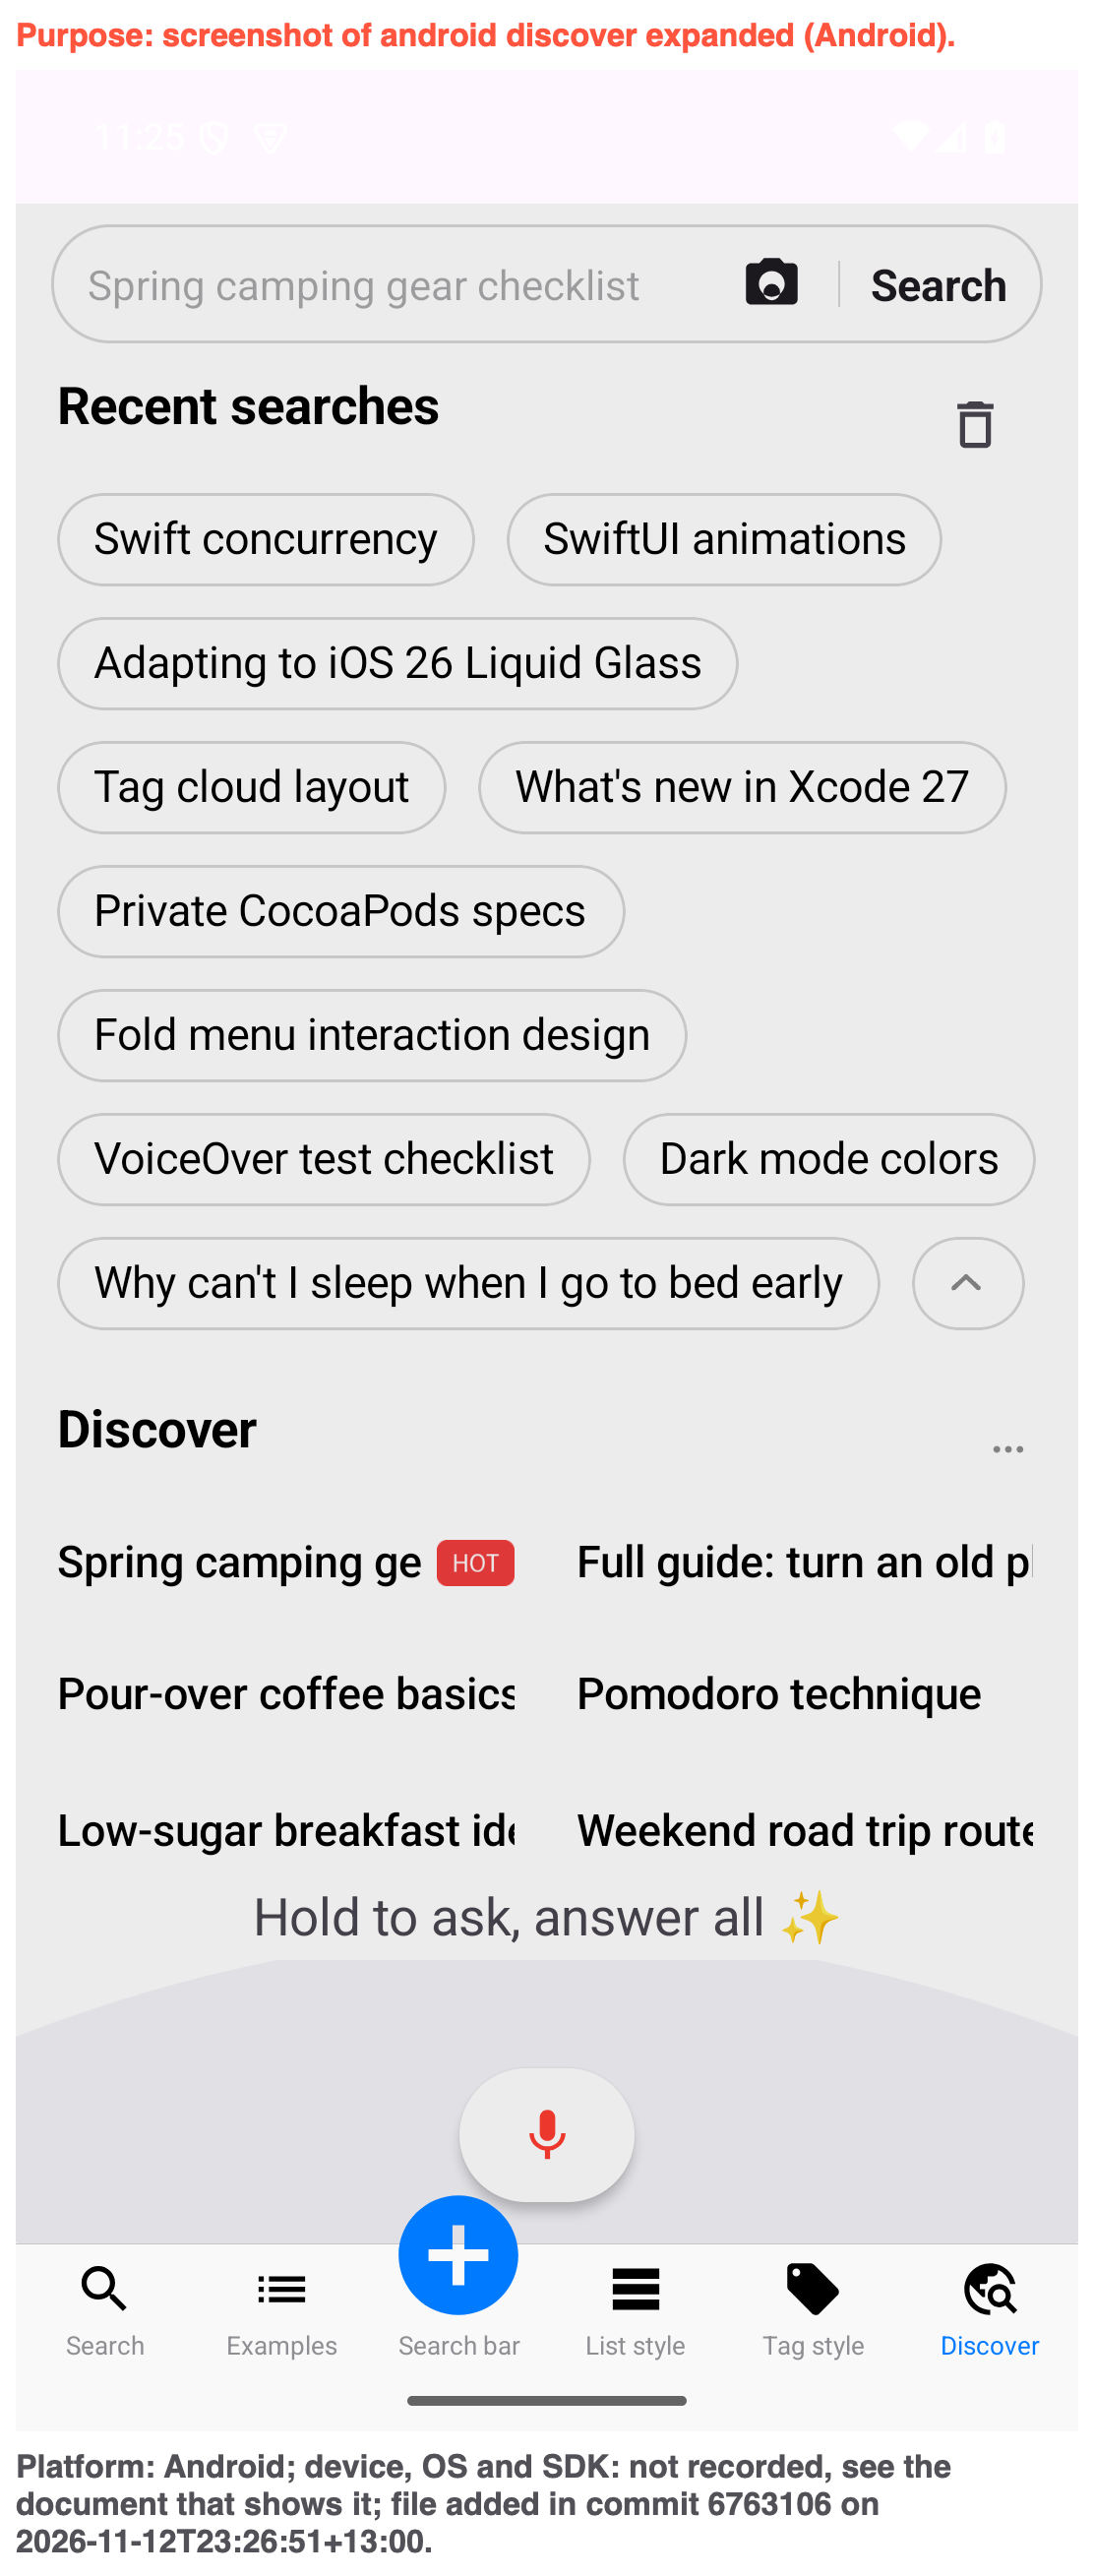 Purpose: screenshot of android discover expanded (Android).
11:25
Spring camping gear checklist
Search
Recent searches
Swift concurrency
SwiftUI animations
Adapting to iOS 26 Liquid Glass
Tag cloud layout
What's new in Xcode 27
Private CocoaPods specs
Fold menu interaction design
VoiceOver test checklist
Dark mode colors
Why can't I sleep when I go to bed early
Discover
...
Spring camping ge
HOT
Full guide: turn an old p
Pour-over coffee basics
Pomodoro technique
Low-sugar breakfast ide
Weekend road trip route
Hold to ask, answer all ✨
Search
Examples
Search bar
List style
Tag style
Discover
Platform: Android; device, OS and SDK: not recorded, see the
document that shows it; file added in commit 6763106 on
2026-11-12T23:26:51+13:00.